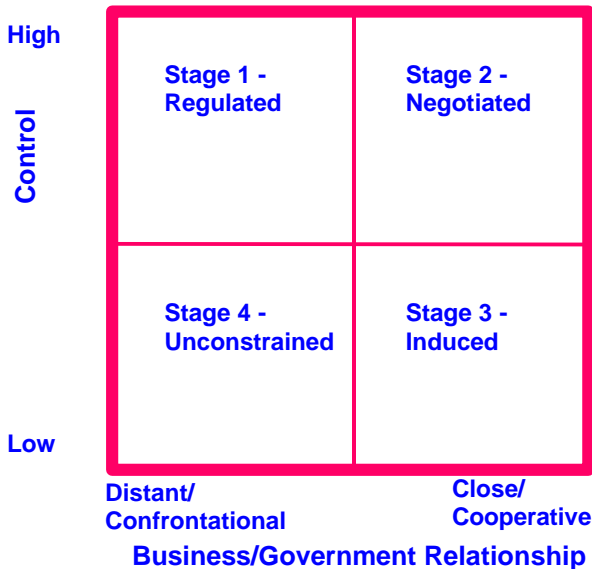 High
Stage 1 -
Regulated
Stage 2 -
Negotiated
Control
Stage 4 -
Unconstrained
Stage 3 -
Induced
Low
Distant/
Confrontational
Close/
Cooperative
Business/Government Relationship